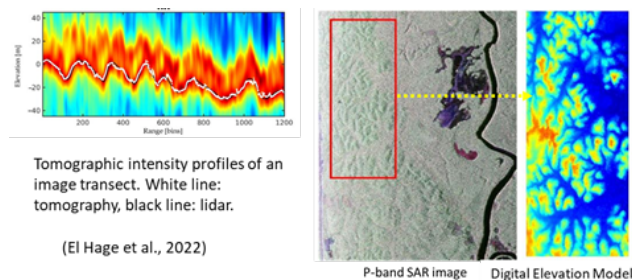 40
20
0
-20
-40
Elevation [m]
200
400
600
800
1000
1200
Range [bins]
Tomographic intensity profiles of an
image transect. White line:
tomography, black line: lidar.
(El Hage et al., 2022)
P-band SAR image
Digital Elevation Model